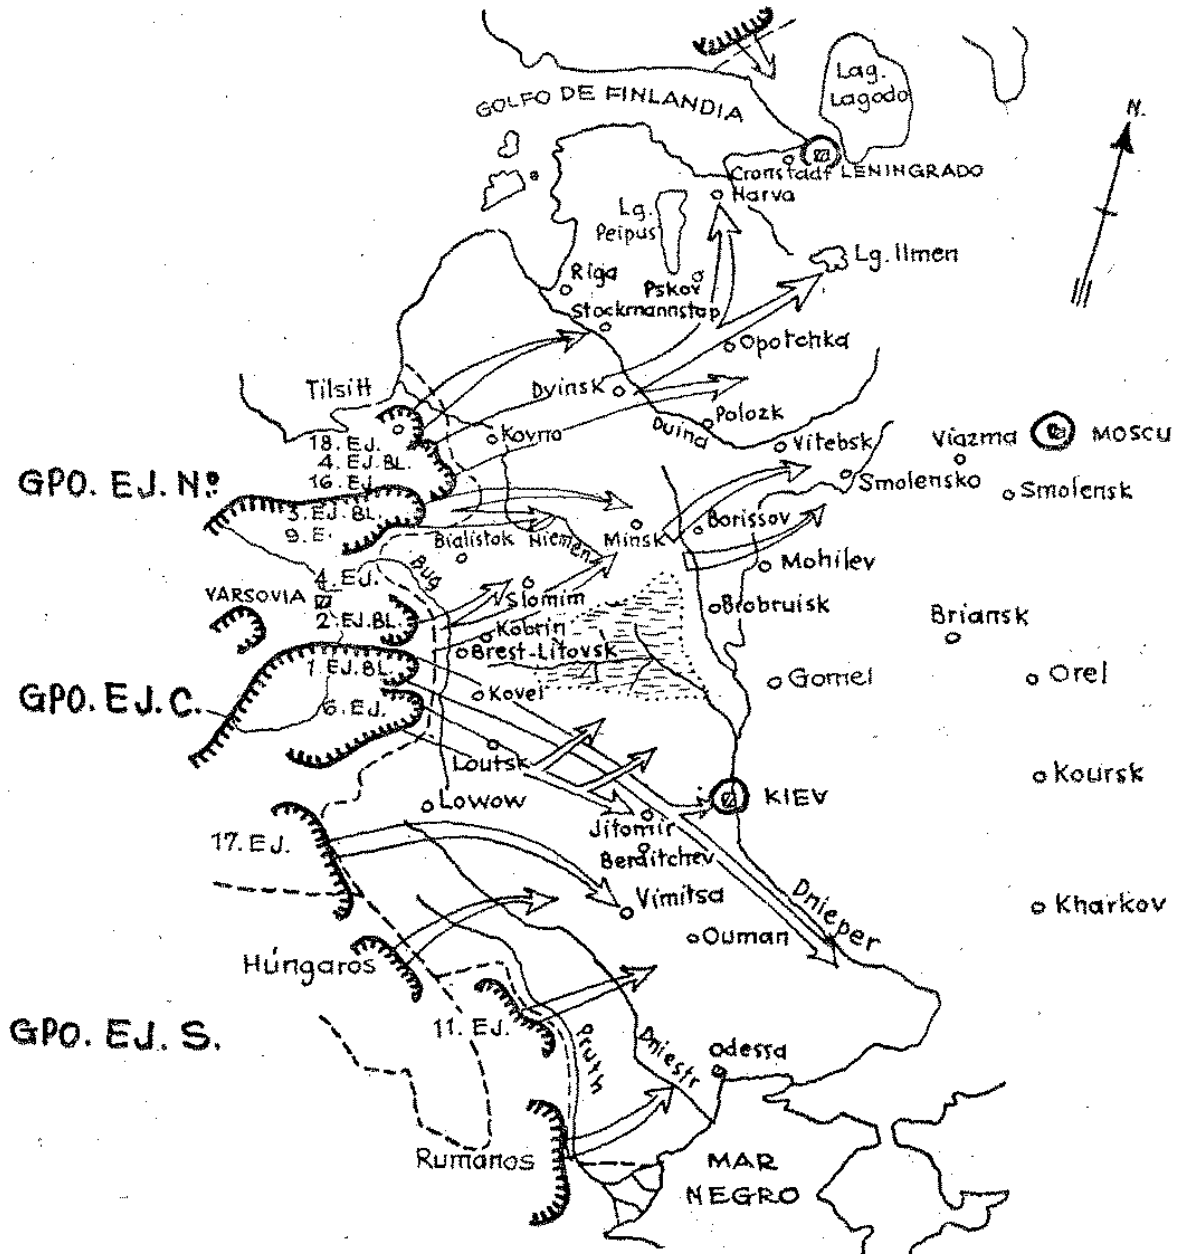 Lag.
Lagodo
GOLFO DE FINLANDIA
N.
Cronstadt
LENINGRADO
Narva
Lg.
Peipus
Lg. Ilmen
Riga
Pskov
Stockmannstop
Opotchka
Tilsitt
Dvinsk
Polozk
Duina
18. EJ.
Kovno
Vitebsk
Viazma
MOSCU
4. EJ. BL.
16. EJ.
GPO. EJ. Nº
Smolensko
Smolensk
3. EJ. BL.
9. E.
Bialistok
Niemen
Minsk
Borissov
Bug
Mohilev
4. EJ.
VARSOVIA
Slomim
Brobruisk
Briansk
2. EJ. BL.
Kobrin
Brest-Litovsk
1. EJ. BL.
GPO. EJ. C.
Kovel
Gomel
Orel
6. EJ.
Loutsk
Koursk
Lowow
KIEV
17. EJ.
Jitomir
Berditchev
Vimitsa
Dnieper
Kharkov
Ouman
Húngaros
GPO. EJ. S.
11. EJ.
Pruth
Dniestr
Odessa
Rumanos
MAR
NEGRO